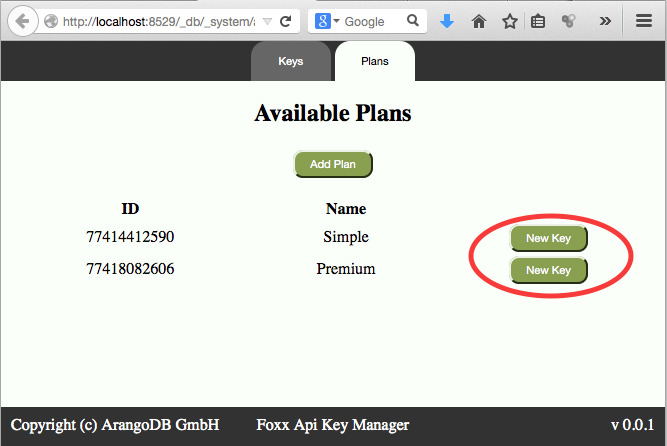 http://localhost:8529/_db/_system/a
Google
Keys
Plans
Available Plans
Add Plan
ID Name
77414412590 Simple New Key
77418082606 Premium New Key
Copyright (c) ArangoDB GmbH Foxx Api Key Manager v 0.0.1